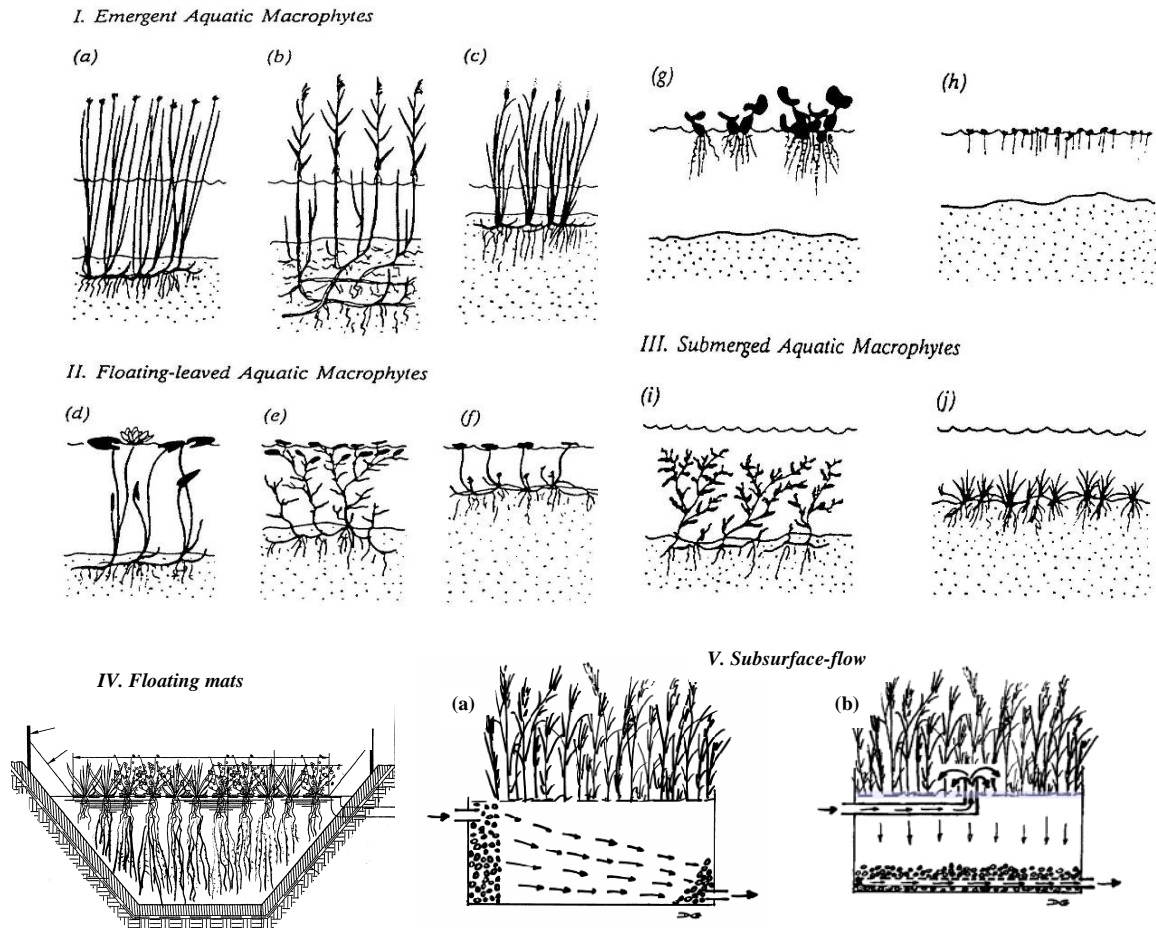 I. Emergent Aquatic Macrophytes
(a)
(b)
(c)
(g)
(h)
II. Floating-leaved Aquatic Macrophytes
(d)
(e)
(f)
III. Submerged Aquatic Macrophytes
(i)
(j)
IV. Floating mats
V. Subsurface-flow
(a)
(b)